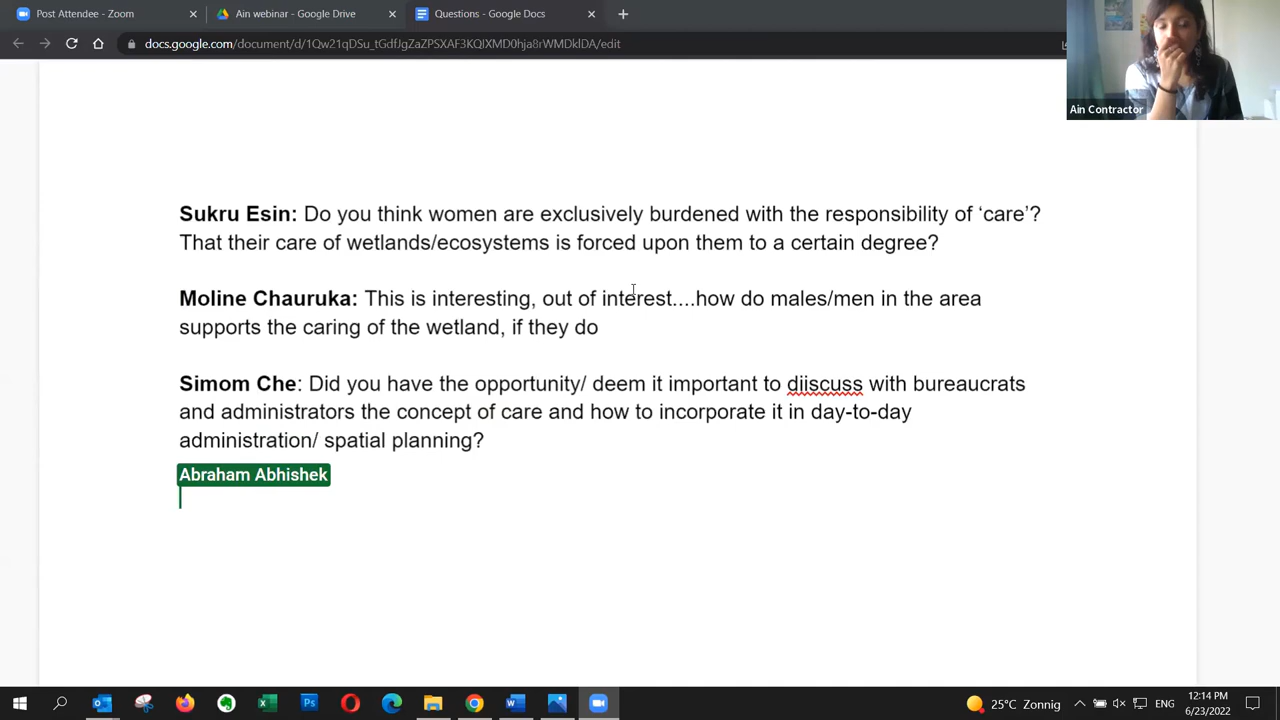 Post Attendee - Zoom
Ain webinar - Google Drive
Questions - Google Docs
docs.google.com/document/d/1Qw21qDSu_tGdfJgZaZPSXAF3KQIXMD0hja8rWMDklDA/edit
Ain Contractor
Sukru Esin: Do you think women are exclusively burdened with the responsibility of ‘care’?
That their care of wetlands/ecosystems is forced upon them to a certain degree?
Moline Chauruka: This is interesting, out of interest....how do males/men in the area
supports the caring of the wetland, if they do
Simom Che: Did you have the opportunity/ deem it important to diiscuss with bureaucrats
and administrators the concept of care and how to incorporate it in day-to-day
administration/ spatial planning?
Abraham Abhishek
25°C Zonnig
ENG
12:14 PM
6/23/2022